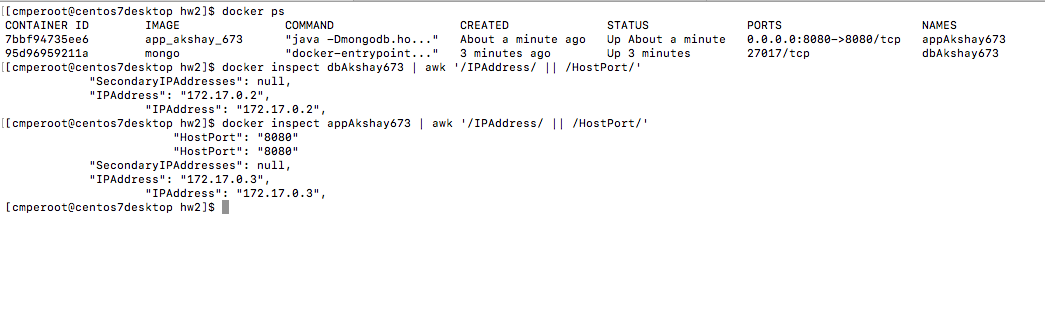 [[cmperoot@centos7desktop hw2]$ docker ps
CONTAINER ID IMAGE COMMAND CREATED STATUS PORTS NAMES
7bbf94735ee6 app_akshay_673 "java -Dmongodb.ho..." About a minute ago Up About a minute 0.0.0.0:8080->8080/tcp appAkshay673
95d96959211a mongo "docker-entrypoint..." 3 minutes ago Up 3 minutes 27017/tcp dbAkshay673
[[cmperoot@centos7desktop hw2]$ docker inspect dbAkshay673 | awk '/IPAddress/ || /HostPort/'
"SecondaryIPAddresses": null,
"IPAddress": "172.17.0.2",
"IPAddress": "172.17.0.2",
[[cmperoot@centos7desktop hw2]$ docker inspect appAkshay673 | awk '/IPAddress/ || /HostPort/'
"HostPort": "8080"
"HostPort": "8080"
"SecondaryIPAddresses": null,
"IPAddress": "172.17.0.3",
"IPAddress": "172.17.0.3",
[cmperoot@centos7desktop hw2]$